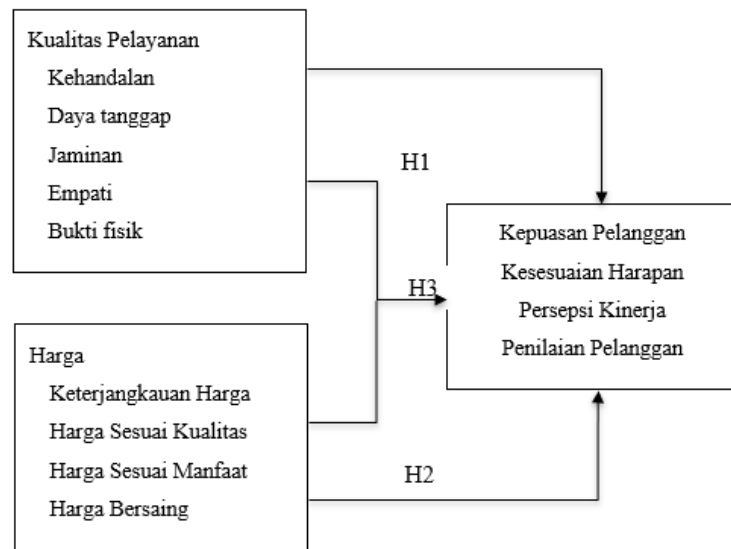 Kualitas Pelayanan
Kehandalan
Daya tanggap
Jaminan
Empati
Bukti fisik
H1
Kepuasan Pelanggan
Kesesuaian Harapan
Persepsi Kinerja
Penilaian Pelanggan
H3
Harga
Keterjangkauan Harga
Harga Sesuai Kualitas
Harga Sesuai Manfaat
Harga Bersaing
H2